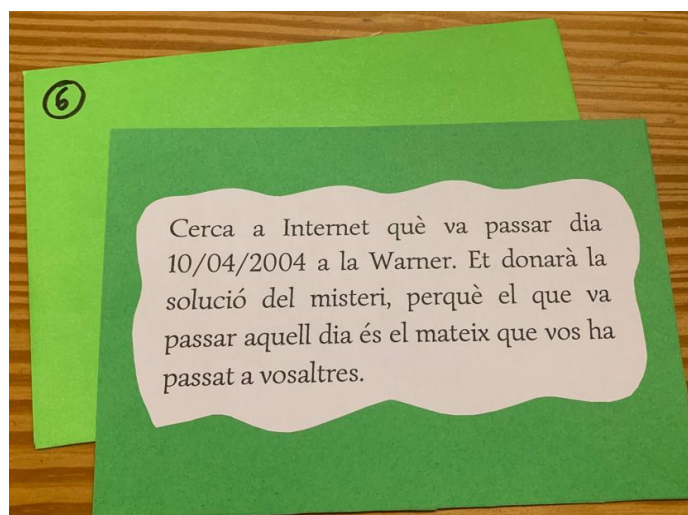 6
Cerca a Internet què va passar dia
10/04/2004 a la Warner. Et donarà la
solució del misteri, perquè el que va
passar aquell dia és el mateix que vos ha
passat a vosaltres.